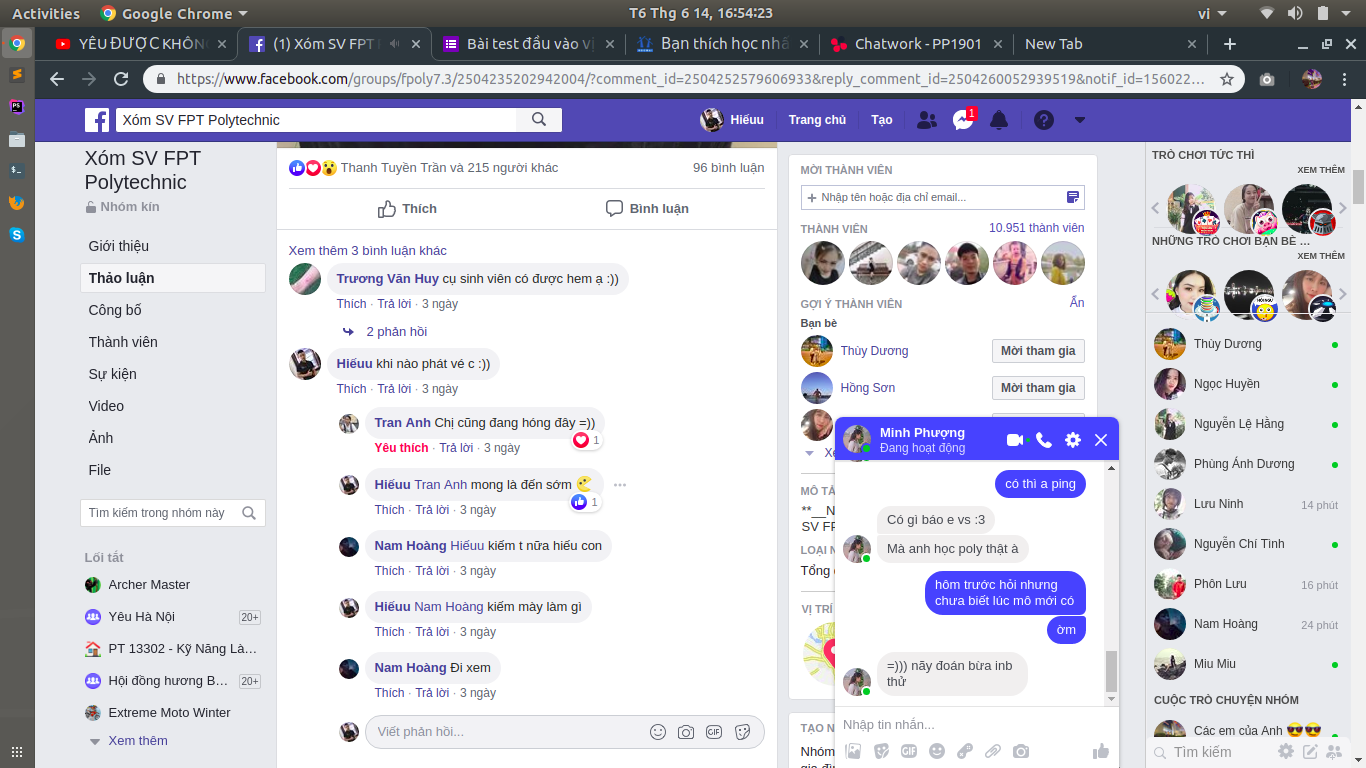 Activities
Google Chrome
T6 Thg 6 14, 16:54:23
vi
YÊU ĐƯỢC KHÔN
(1) Xóm SV FPT
Bài test đầu vào vị
Bạn thích học nhấ
Chatwork - PP1901
New Tab
https://www.facebook.com/groups/fpoly7.3/2504235202942004/?comment_id=2504252579606933&reply_comment_id=2504260052939519&notif_id=156022...
Xóm SV FPT Polytechnic
Hiếuu
Trang chủ
Tạo
1
Xóm SV FPT
Polytechnic
Nhóm kín
Giới thiệu
Thảo luận
Công bố
Thành viên
Sự kiện
Video
Ảnh
File
Tìm kiếm trong nhóm này
Lối tắt
Archer Master
Yêu Hà Nội 20+
PT 13302 - Kỹ Năng Là...
Hội đồng hương B... 20+
Extreme Moto Winter
Xem thêm
Thanh Tuyền Trần và 215 người khác
96 bình luận
Thích
Bình luận
Xem thêm 3 bình luận khác
Trương Văn Huy cụ sinh viên có được hem ạ :))
Thích · Trả lời · 3 ngày
2 phản hồi
Hiếuu khi nào phát vé c :))
Thích · Trả lời · 3 ngày
Tran Anh Chị cũng đang hóng đây =))
1
Yêu thích · Trả lời · 3 ngày
Hiếuu Tran Anh mong là đến sớm
1
Thích · Trả lời · 3 ngày
Nam Hoàng Hiếuu kiếm t nữa hiếu con
Thích · Trả lời · 3 ngày
Hiếuu Nam Hoàng kiếm mày làm gì
Thích · Trả lời · 3 ngày
Nam Hoàng Đi xem
Thích · Trả lời · 3 ngày
Viết phản hồi...
GIF
MỜI THÀNH VIÊN
+ Nhập tên hoặc địa chỉ email...
THÀNH VIÊN
10.951 thành viên
GỢI Ý THÀNH VIÊN
Ẩn
Bạn bè
Thùy Dương
Mời tham gia
Hồng Sơn
Mời tham gia
MÔ TẢ
**__N
SV FP
LOẠI N
Tổng
VỊ TRÍ
TẠO N
Nhóm
Minh Phượng
Đang hoạt động
có thì a ping
Có gì báo e vs :3
Mà anh học poly thật à
hôm trước hỏi nhưng
chưa biết lúc mô mới có
ờm
=))) nãy đoán bừa inb
thử
Nhập tin nhắn...
GIF
TRÒ CHƠI TỨC THÌ
XEM THÊM
NHỮNG TRÒ CHƠI BẠN BÈ ...
XEM THÊM
Thùy Dương
Ngọc Huyền
Nguyễn Lệ Hằng
Phùng Ánh Dương
Lưu Ninh 14 phút
Nguyễn Chí Tình
Phôn Lưu 16 phút
Nam Hoàng 24 phút
Miu Miu
CUỘC TRÒ CHUYỆN NHÓM
Các em của Anh 😎😎
Tìm kiếm